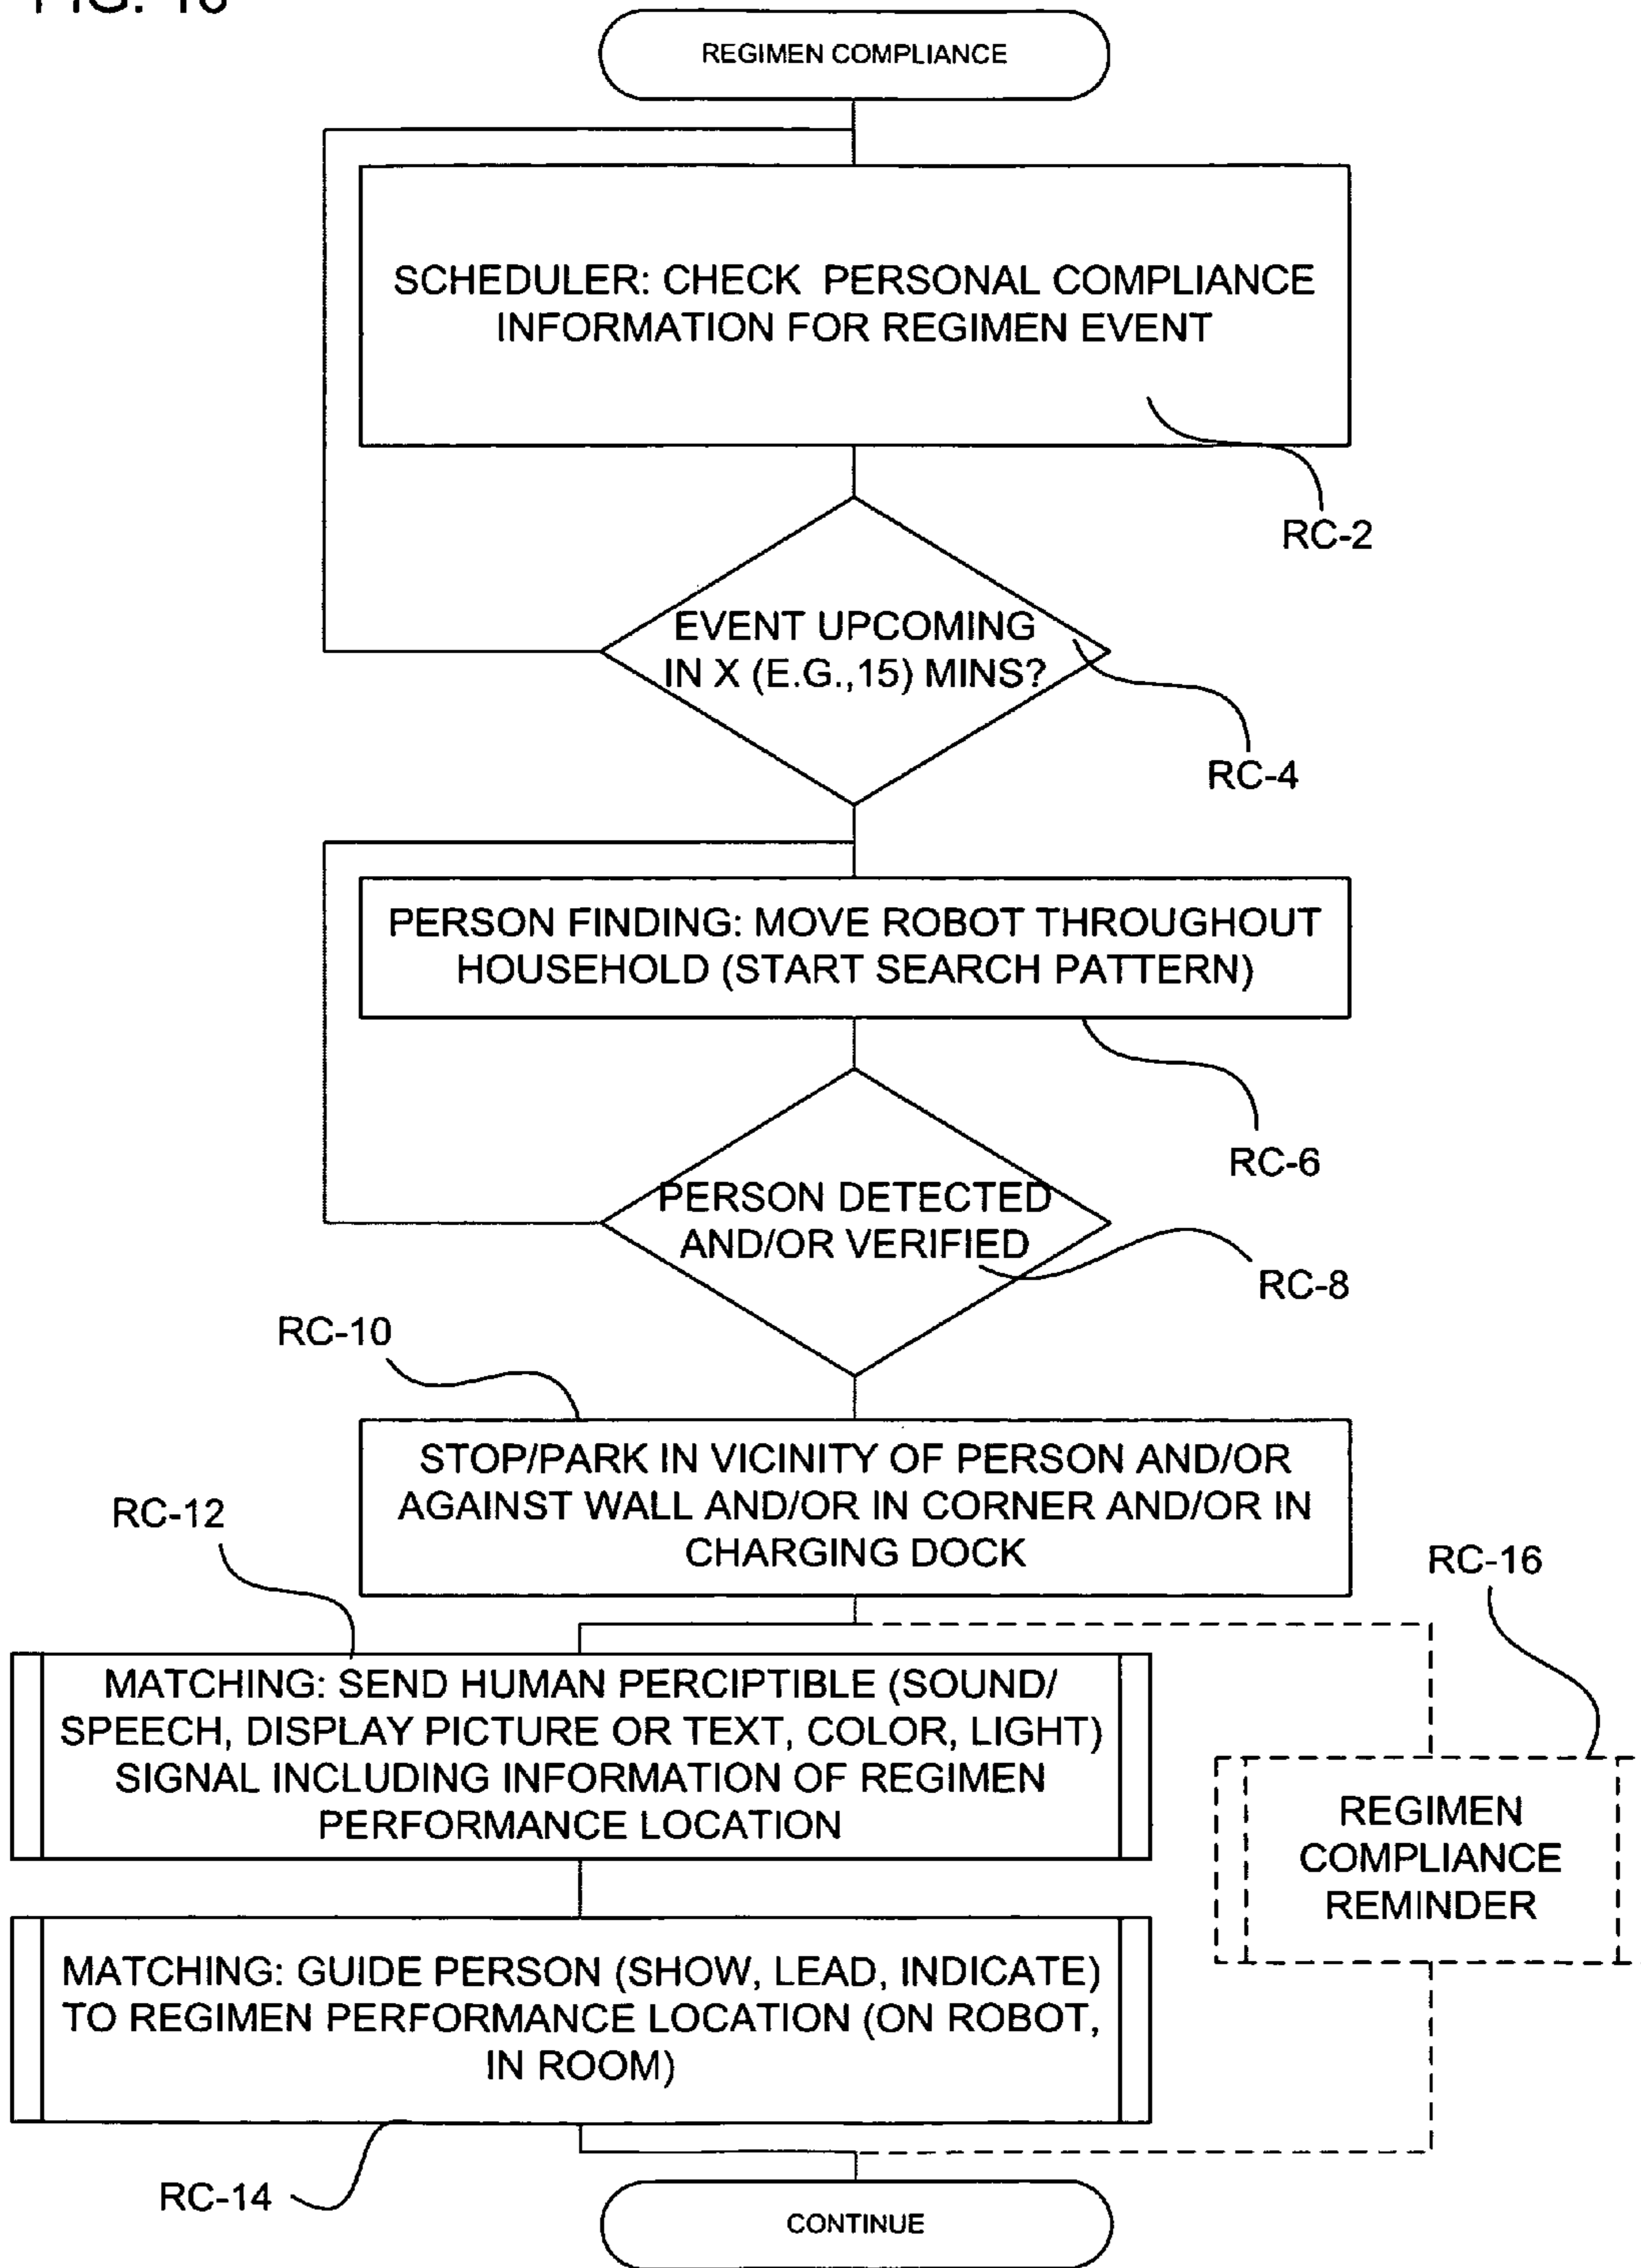 FIG.
REGIMEN COMPLIANCE
SCHEDULER: CHECK PERSONAL COMPLIANCE
INFORMATION FOR REGIMEN EVENT
RC-2
EVENT UPCOMING
IN X (E.G.,15) MINS?
RC-4
PERSON FINDING: MOVE ROBOT THROUGHOUT
HOUSEHOLD (START SEARCH PATTERN)
RC-6
PERSON DETECTED
AND/OR VERIFIED
RC-8
RC-10
STOP/PARK IN VICINITY OF PERSON AND/OR
AGAINST WALL AND/OR IN CORNER AND/OR IN
CHARGING DOCK
RC-12
MATCHING: SEND HUMAN PERCIPTIBLE (SOUND/
SPEECH, DISPLAY PICTURE OR TEXT, COLOR, LIGHT)
SIGNAL INCLUDING INFORMATION OF REGIMEN
PERFORMANCE LOCATION
RC-16
REGIMEN
COMPLIANCE
REMINDER
MATCHING: GUIDE PERSON (SHOW, LEAD, INDICATE)
TO REGIMEN PERFORMANCE LOCATION (ON ROBOT,
IN ROOM)
RC-14
CONTINUE